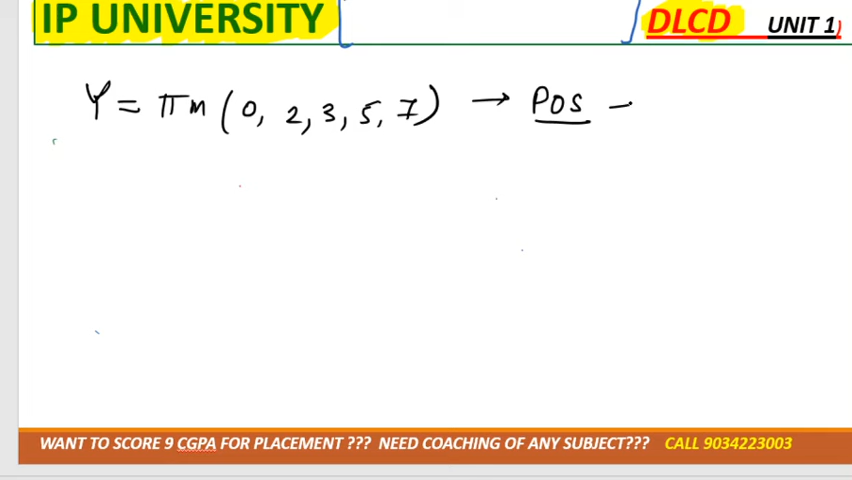 IP UNIVERSITY
DLCD UNIT 1)
Y = πm (0, 2, 3, 5, 7) → POS –
WANT TO SCORE 9 CGPA FOR PLACEMENT ??? NEED COACHING OF ANY SUBJECT??? CALL 9034223003